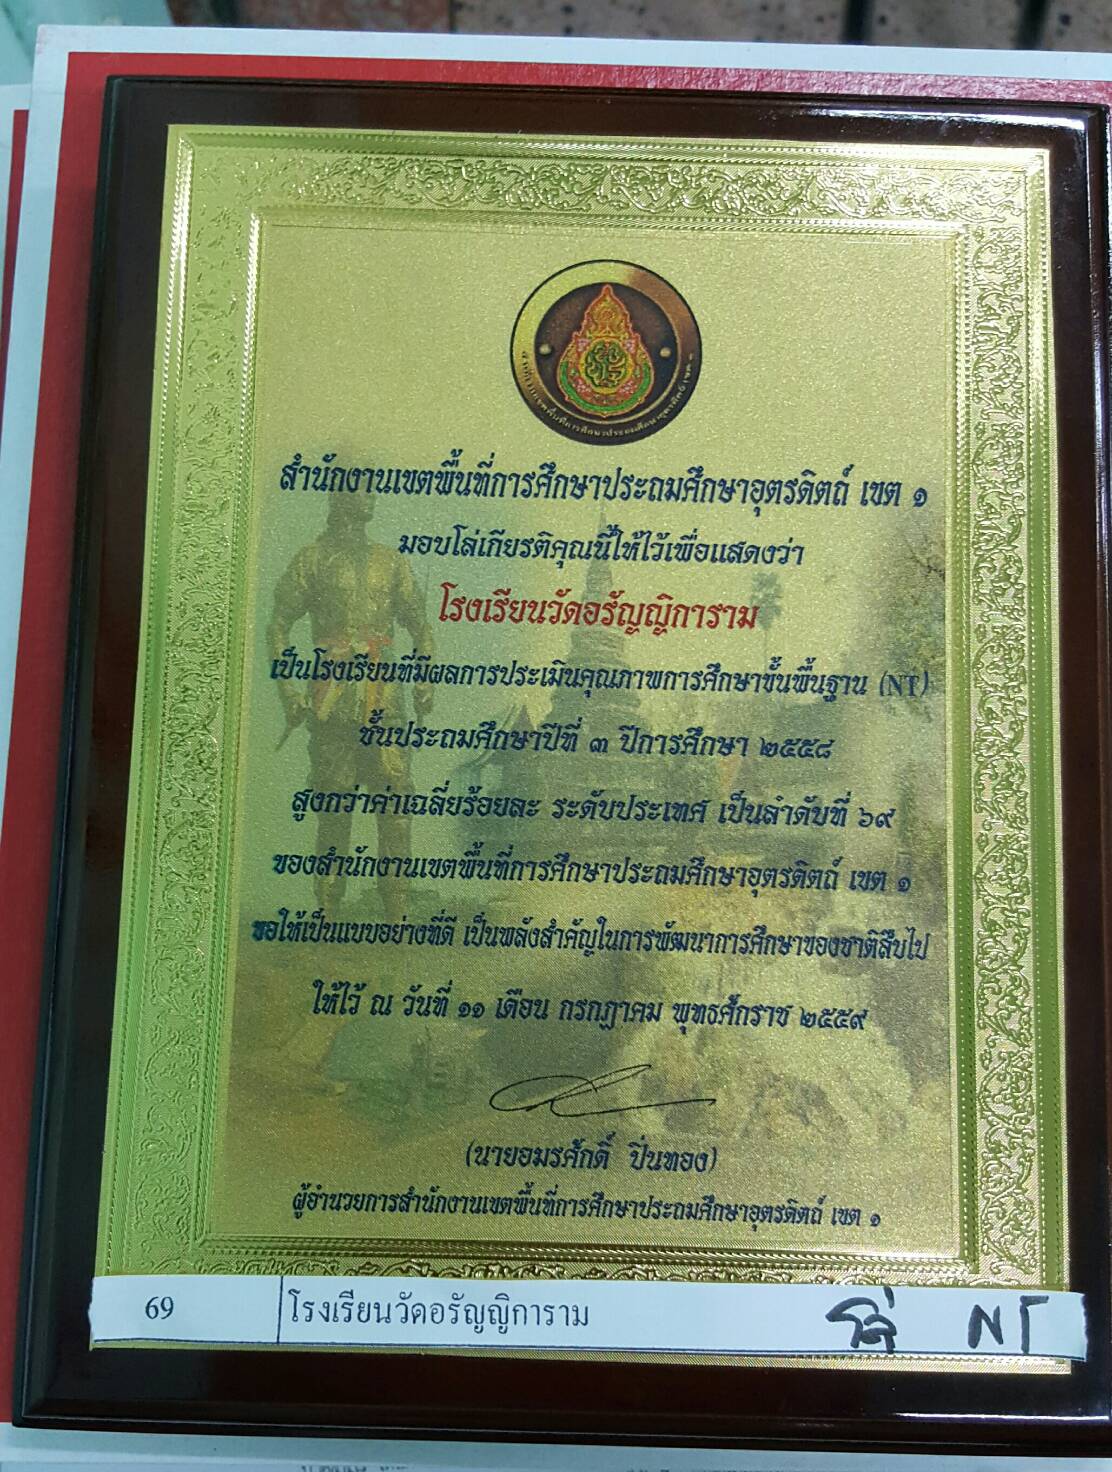 สำนักงานเขตพื้นที่การศึกษาประถมศึกษาอุตรดิตถ์ เขต ๑
มอบโล่เกียรติคุณนี้ให้ไว้เพื่อแสดงว่า
โรงเรียนวัดอรัญญิการาม
เป็นโรงเรียนที่มีผลการประเมินคุณภาพการศึกษาขั้นพื้นฐาน (NT)
ชั้นประถมศึกษาปีที่ ๓ ปีการศึกษา ๒๕๕๘
สูงกว่าค่าเฉลี่ยร้อยละ ระดับประเทศ เป็นลำดับที่ ๖๙
ของสำนักงานเขตพื้นที่การศึกษาประถมศึกษาอุตรดิตถ์ เขต ๑
ขอให้เป็นแบบอย่างที่ดี เป็นพลังสำคัญในการพัฒนาการศึกษาของชาติสืบไป
ให้ไว้ ณ วันที่ ๑๑ เดือน กรกฎาคม พุทธศักราช ๒๕๕๙
(นายอมรศักดิ์ ปิ่นทอง)
ผู้อำนวยการสำนักงานเขตพื้นที่การศึกษาประถมศึกษาอุตรดิตถ์ เขต ๑
69 โรงเรียนวัดอรัญญิการาม โล่ NT